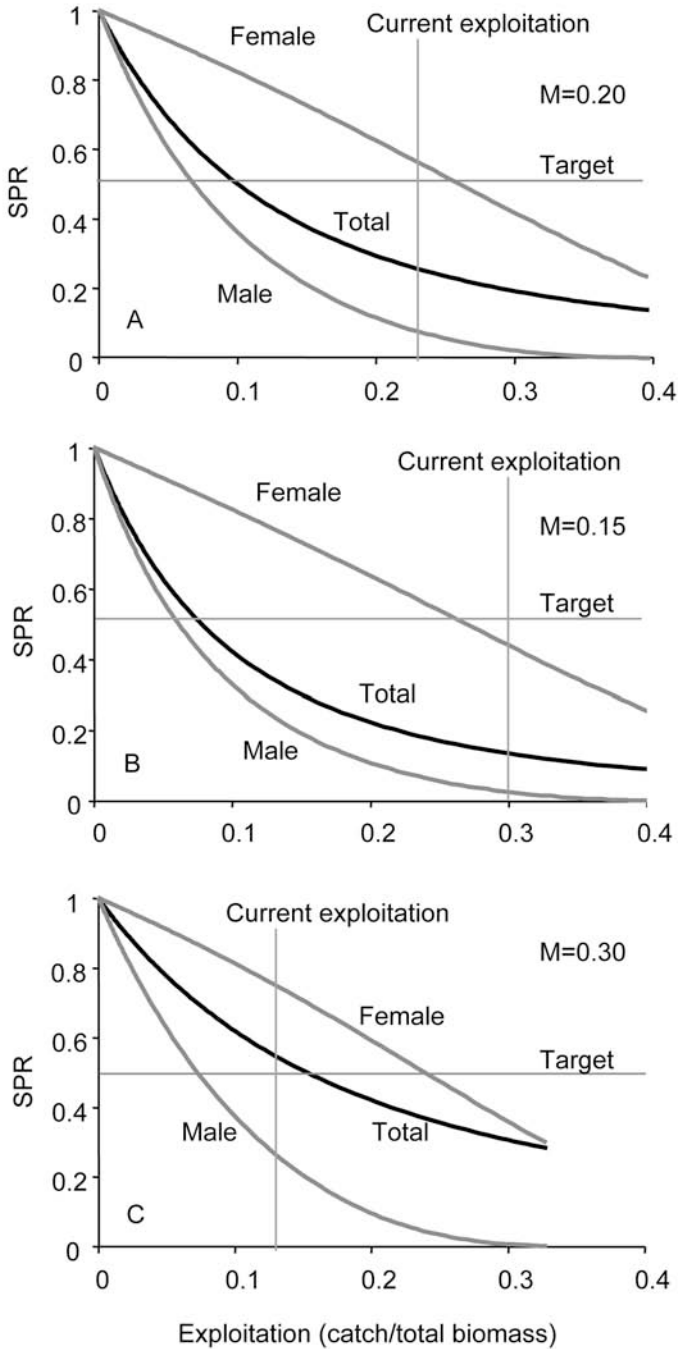 Current exploitation
Female
M=0.20
Target
Total
Male
A
SPR
1
0.8
0.6
0.4
0.2
0
0 0.1 0.2 0.3 0.4
Current exploitation
Female
M=0.15
Target
Total
Male
B
SPR
1
0.8
0.6
0.4
0.2
0
0 0.1 0.2 0.3 0.4
Current exploitation
M=0.30
Female
Target
Male
Total
C
SPR
1
0.8
0.6
0.4
0.2
0
0 0.1 0.2 0.3 0.4
Exploitation (catch/total biomass)